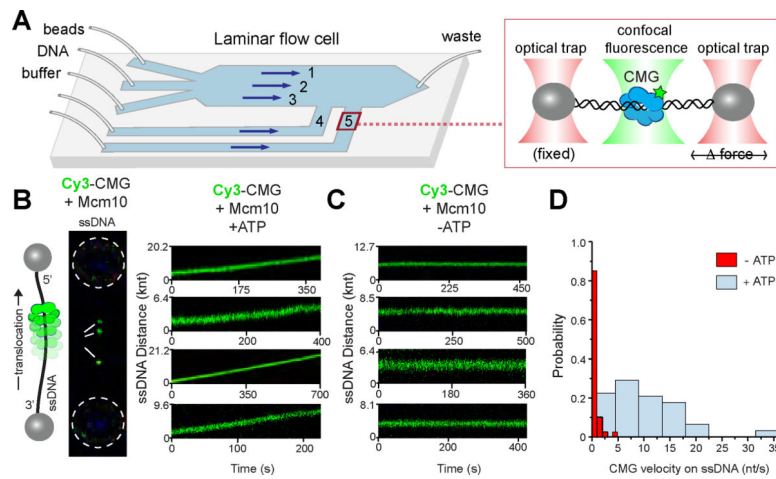 A
Laminar flow cell
beads
DNA
buffer
waste
1
2
3
4
5
optical trap
confocal
fluorescence
optical trap
CMG
(fixed)
Δ force
B
Cy3-CMG
+ Mcm10
ssDNA
5'
translocation
ssDNA
3'
Cy3-CMG
+ Mcm10
+ATP
ssDNA Distance (knt)
20.2
0
0 175 350
6.4
0
0 200 400
21.2
0
0 350 700
9.6
0
0 100 200
Time (s)
C
Cy3-CMG
+ Mcm10
-ATP
ssDNA Distance (knt)
12.7
0
0 225 450
8.5
0
0 250 500
6.4
0
0 180 360
8.1
0
0 200 400
Time (s)
D
- ATP
+ ATP
Probability
1.0
0.8
0.6
0.4
0.2
0
0 5 10 15 20 25 30 35
CMG velocity on ssDNA (nt/s)